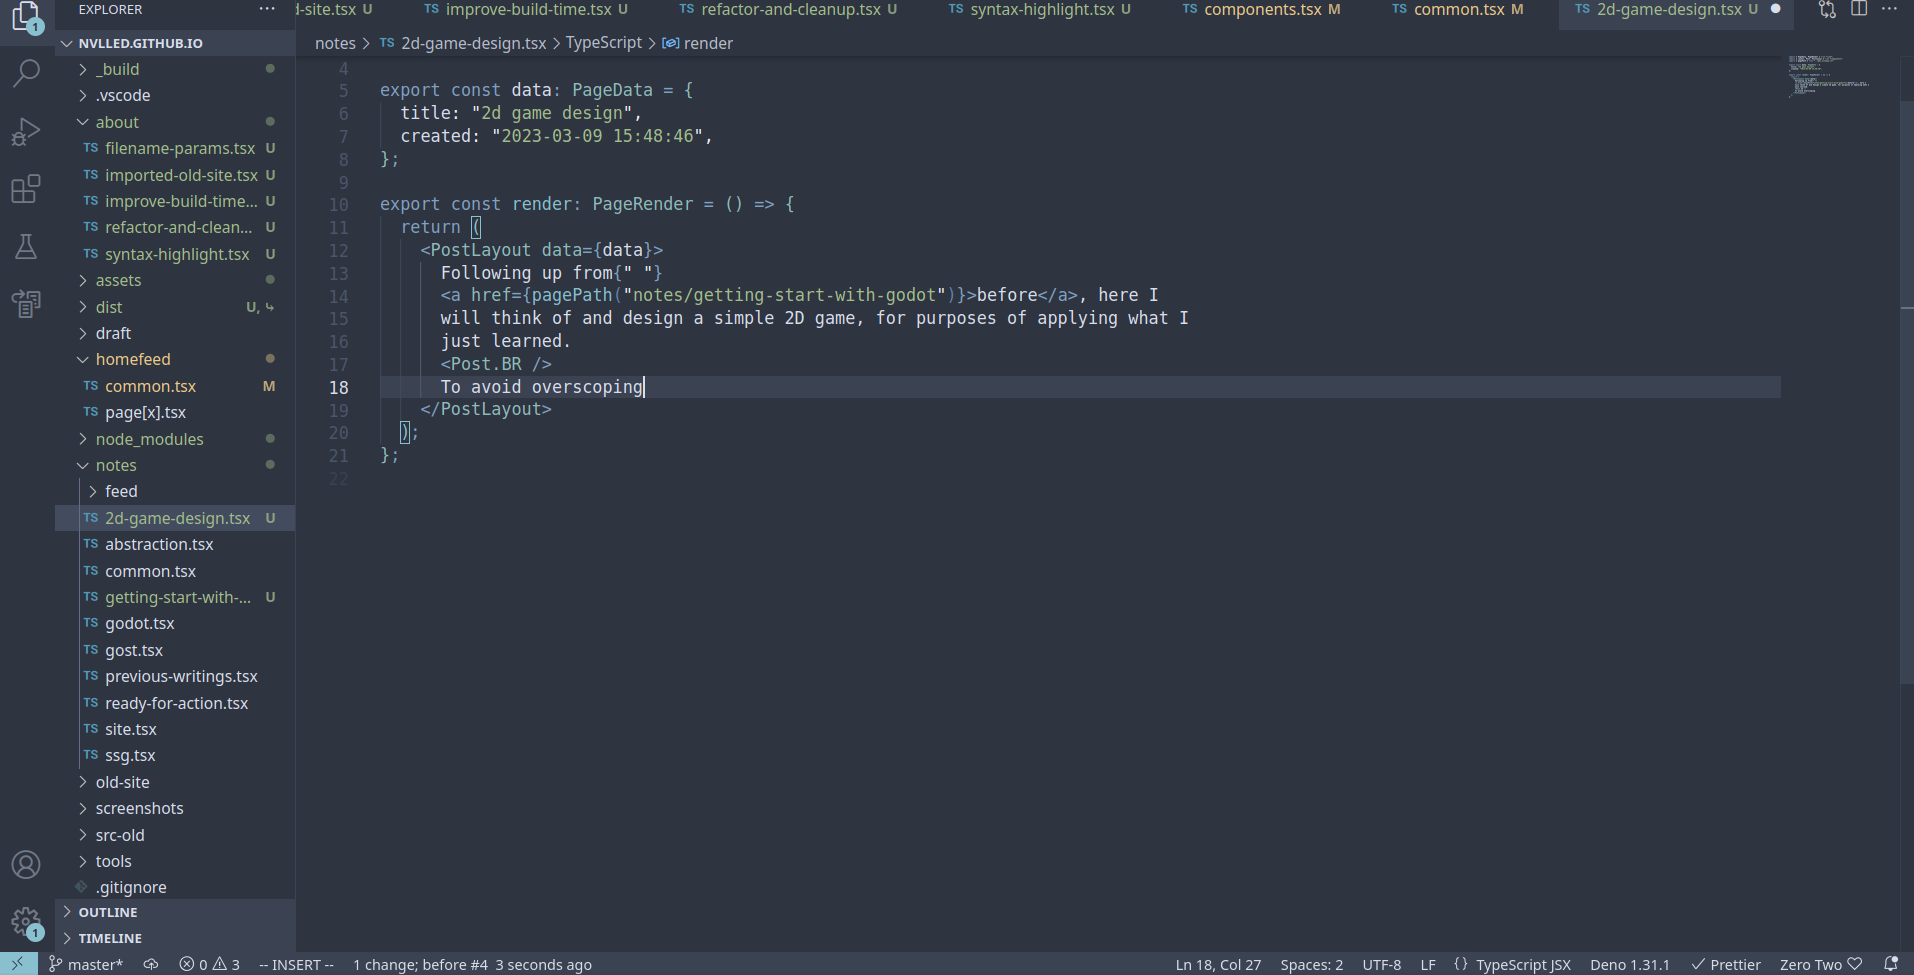 EXPLORER ···
d-site.tsx U
TS improve-build-time.tsx U
TS refactor-and-cleanup.tsx U
TS syntax-highlight.tsx U
TS components.tsx M
TS common.tsx M
TS 2d-game-design.tsx U
1
NVLLED.GITHUB.IO
_build
.vscode
about
TS filename-params.tsx U
TS imported-old-site.tsx U
TS improve-build-time... U
TS refactor-and-clean... U
TS syntax-highlight.tsx U
assets
dist U,
draft
homefeed
TS common.tsx M
TS page[x].tsx
node_modules
notes
feed
TS 2d-game-design.tsx U
TS abstraction.tsx
TS common.tsx
TS getting-start-with-... U
TS godot.tsx
TS gost.tsx
TS previous-writings.tsx
TS ready-for-action.tsx
TS site.tsx
TS ssg.tsx
old-site
screenshots
src-old
tools
.gitignore
OUTLINE
TIMELINE
1
notes > TS 2d-game-design.tsx > TypeScript > render
4
5 export const data: PageData = {
6 title: "2d game design",
7 created: "2023-03-09 15:48:46",
8 };
9
10 export const render: PageRender = () => {
11 return (
12 <PostLayout data={data}>
13 Following up from{" "}
14 <a href={pagePath("notes/getting-start-with-godot")}>before</a>, here I
15 will think of and design a simple 2D game, for purposes of applying what I
16 just learned.
17 <Post.BR />
18 To avoid overscoping
19 </PostLayout>
20 );
21 };
22
master* 0 3 -- INSERT -- 1 change; before #4 3 seconds ago Ln 18, Col 27 Spaces: 2 UTF-8 LF {} TypeScript JSX Deno 1.31.1 Prettier Zero Two